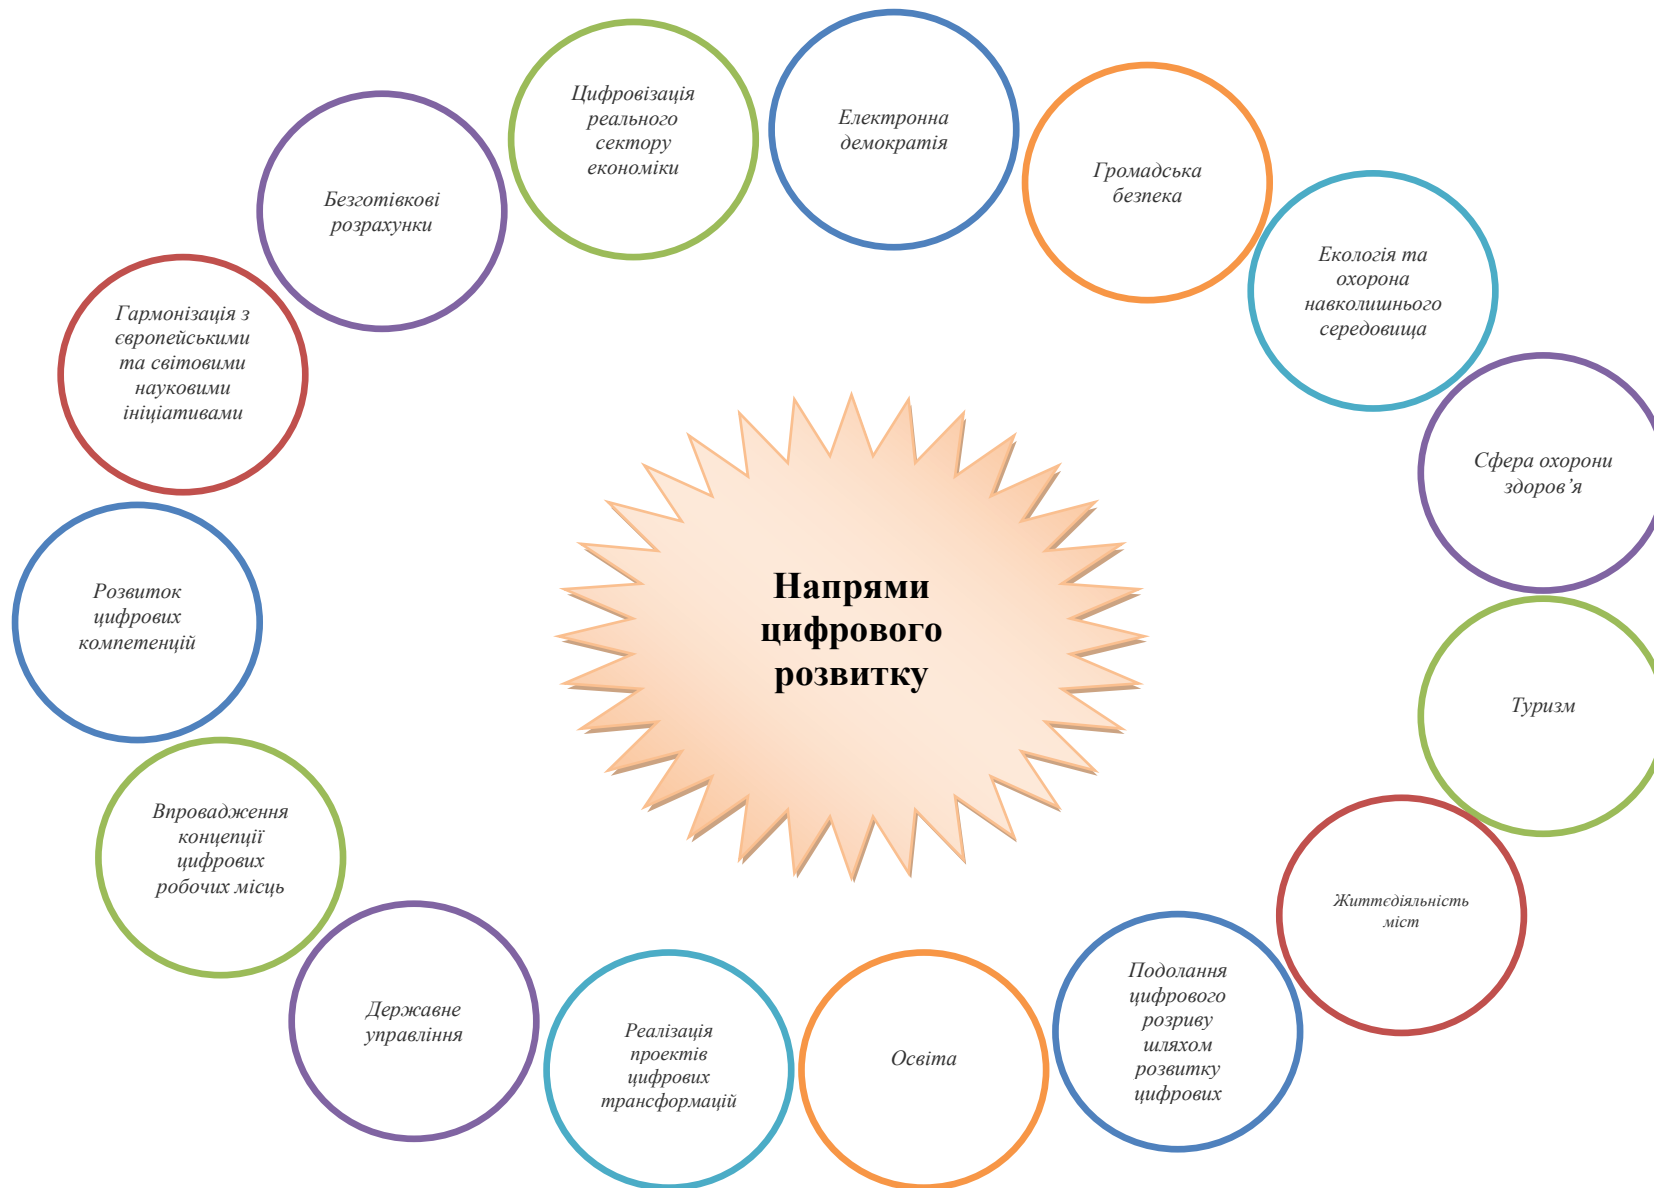 Цифровізація
реального
сектору
економіки
Електронна
демократія
Громадська
безпека
Екологія та
охорона
навколишнього
середовища
Сфера охорони
здоров’я
Туризм
Життєдіяльність
міст
Подолання
цифрового
розриву
шляхом
розвитку
цифрових
Освіта
Реалізація
проектів
цифрових
трансформацій
Державне
управління
Впровадження
концепції
цифрових
робочих місць
Розвиток
цифрових
компетенцій
Гармонізація з
європейськими
та світовими
науковими
ініціативами
Безготівкові
розрахунки
Напрями
цифрового
розвитку